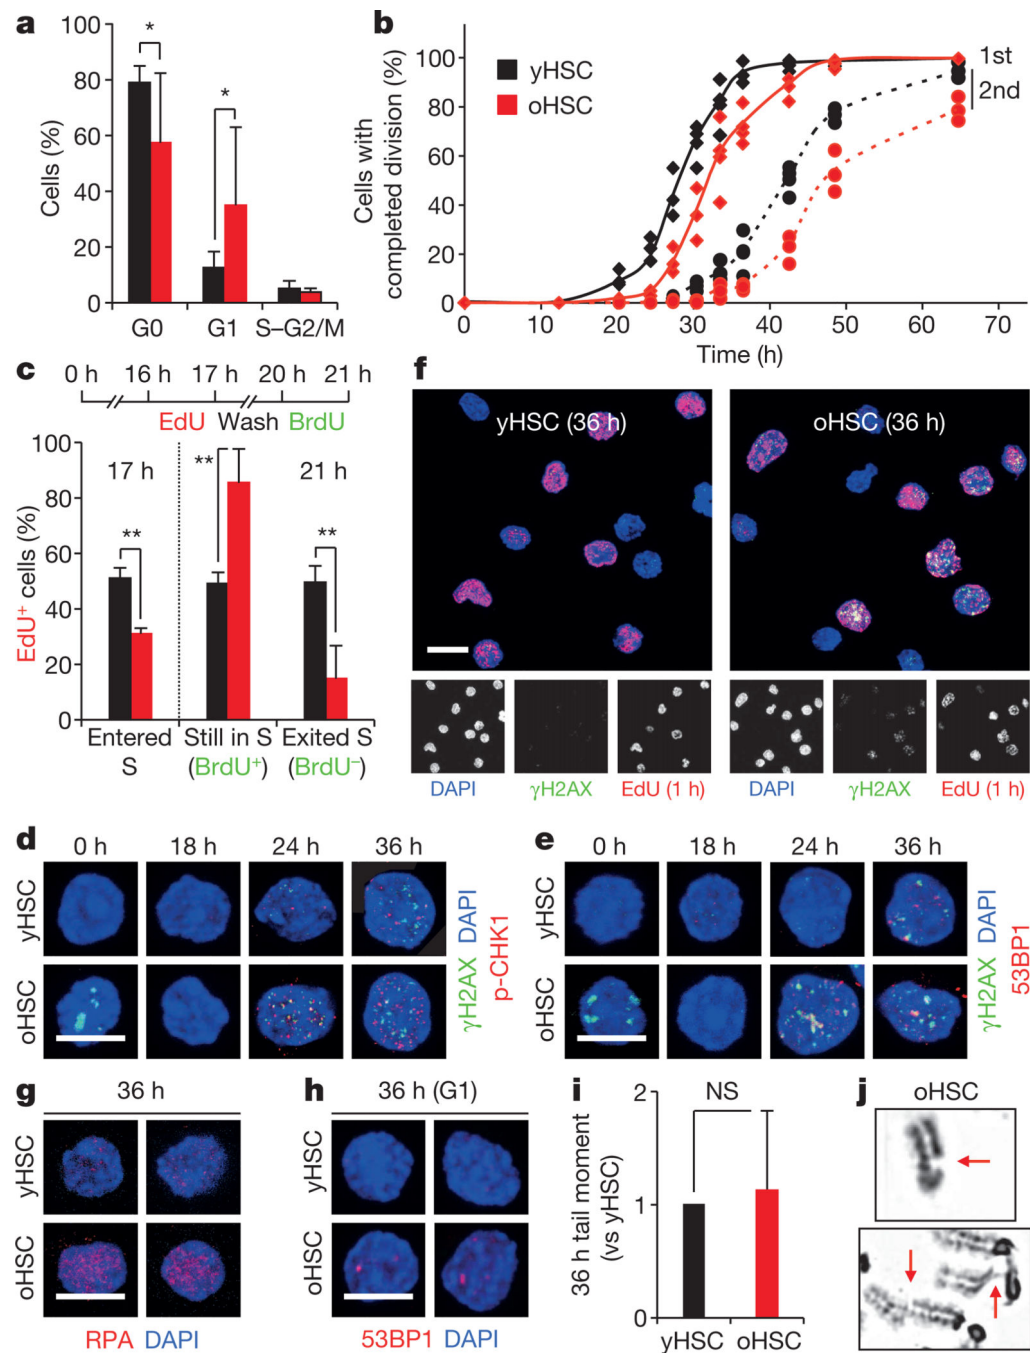 a
Cells (%)
100
80
60
40
20
0
*
*
G0 G1 S–G2/M
b
Cells with
completed division (%)
100
80
60
40
20
0
yHSC
oHSC
1st
2nd
0 10 20 30 40 50 60 70
Time (h)
c
0 h 16 h 17 h 20 h 21 h
EdU Wash BrdU
EdU⁺ cells (%)
100
80
60
40
20
0
17 h ** 21 h
** **
Entered Still in S Exited S
S (BrdU⁺) (BrdU⁻)
f
yHSC (36 h) oHSC (36 h)
DAPI γH2AX EdU (1 h) DAPI γH2AX EdU (1 h)
d
0 h 18 h 24 h 36 h
yHSC
oHSC
γH2AX DAPI
p-CHK1
e
0 h 18 h 24 h 36 h
yHSC
oHSC
γH2AX DAPI
53BP1
g
36 h
yHSC
oHSC
RPA DAPI
h
36 h (G1)
yHSC
oHSC
53BP1 DAPI
i
36 h tail moment
(vs yHSC)
2
1
0
NS
yHSC oHSC
j
oHSC